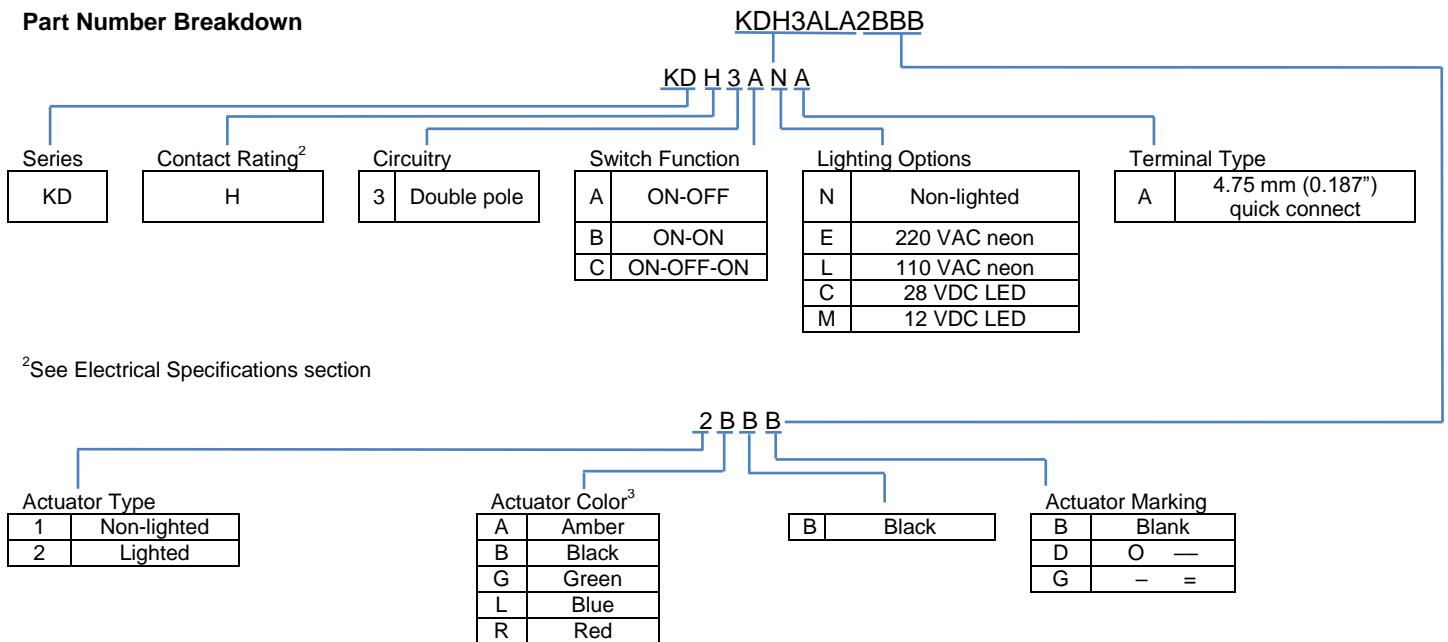 Part Number Breakdown
KDH3ALA2BBB
KD H 3 A N A
Series
KD
Contact Rating²
H
Circuitry
3 Double pole
Switch Function
A ON-OFF
B ON-ON
C ON-OFF-ON
Lighting Options
N Non-lighted
E 220 VAC neon
L 110 VAC neon
C 28 VDC LED
M 12 VDC LED
Terminal Type
A 4.75 mm (0.187”)
quick connect
²See Electrical Specifications section
2 B B B
Actuator Type
1 Non-lighted
2 Lighted
Actuator Color³
A Amber
B Black
G Green
L Blue
R Red
B Black
Actuator Marking
B Blank
D O —
G – =